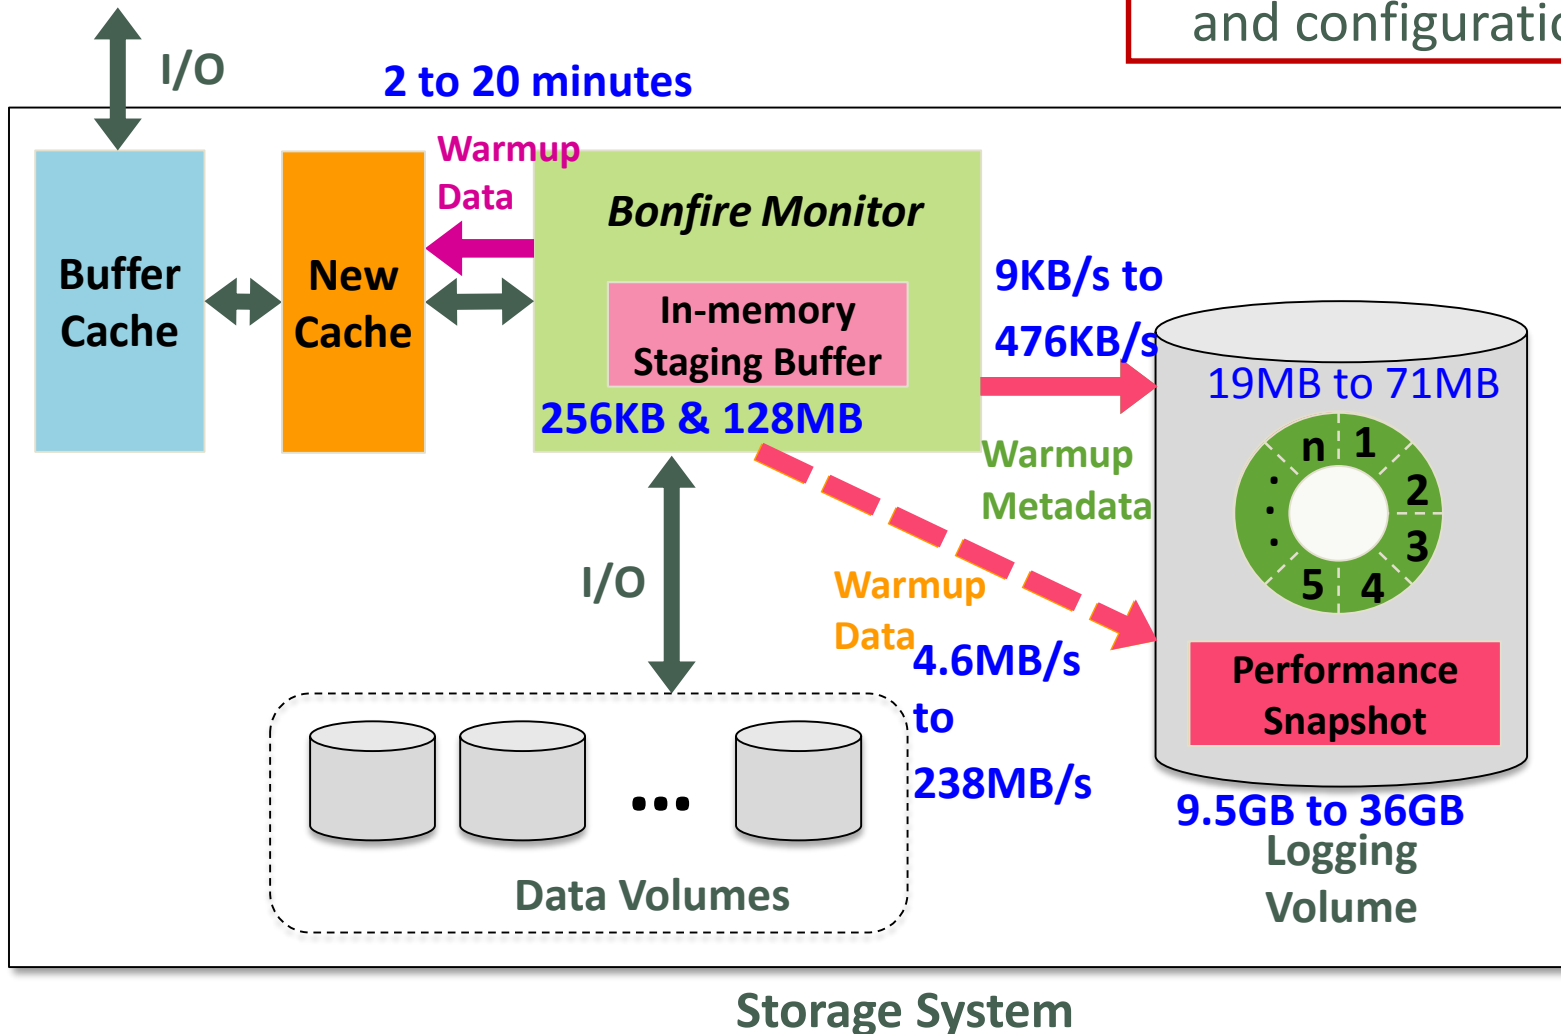 and configuratio
I/O
2 to 20 minutes
Warmup
Data
Bonfire Monitor
Buffer
Cache
New
Cache
In-memory
Staging Buffer
256KB & 128MB
9KB/s to
476KB/s
19MB to 71MB
n 1
2
3
4
5
...
Warmup
Metadata
I/O
Warmup
Data
4.6MB/s
to
238MB/s
Performance
Snapshot
9.5GB to 36GB
Logging
Volume
...
Data Volumes
Storage System